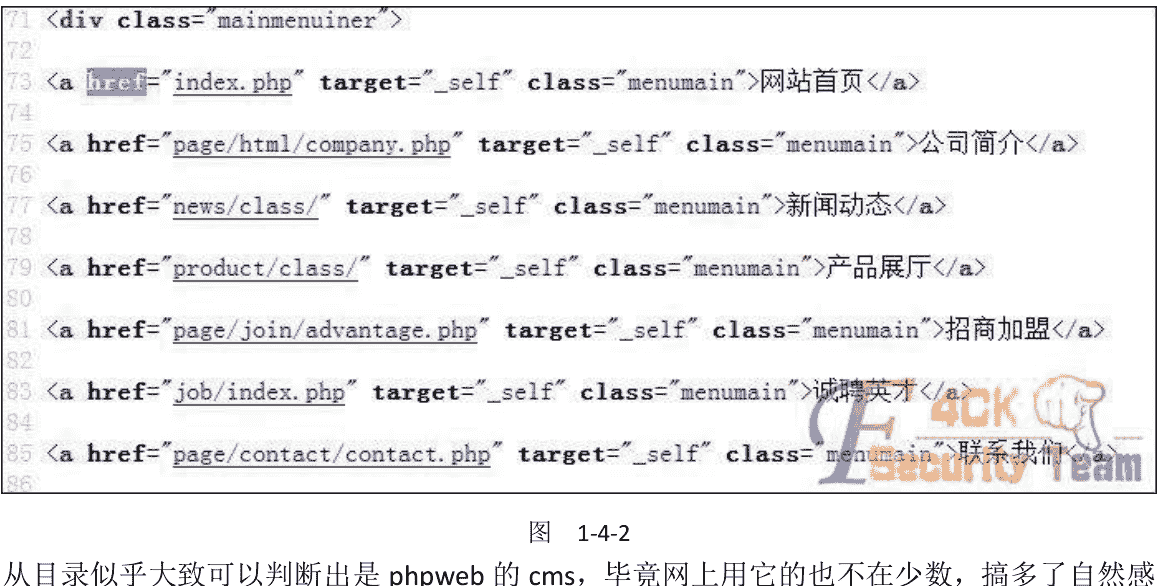 71 <div class="mainmenuiner">
72
73 <a href="index.php" target="_self" class="menumain">网站首页</a>
74
75 <a href="page/html/company.php" target="_self" class="menumain">公司简介</a>
76
77 <a href="news/class/" target="_self" class="menumain">新闻动态</a>
78
79 <a href="product/class/" target="_self" class="menumain">产品展厅</a>
80
81 <a href="page/join/advantage.php" target="_self" class="menumain">招商加盟</a>
82
83 <a href="job/index.php" target="_self" class="menumain">诚聘英才</a>
84
85 <a href="page/contact/contact.php" target="_self" class="menumain">联系我们</a>
86
F4CK
Security Team
图 1-4-2
从目录似乎大致可以判断出是 phpweb 的 cms，毕竟网上用它的也不在少数，搞多了自然感